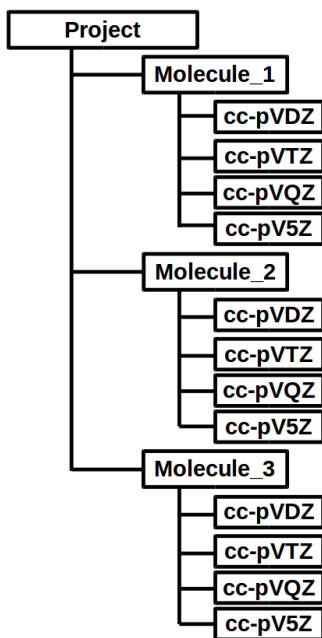 Project
Molecule_1
cc-pVDZ
cc-pVTZ
cc-pVQZ
cc-pV5Z
Molecule_2
cc-pVDZ
cc-pVTZ
cc-pVQZ
cc-pV5Z
Molecule_3
cc-pVDZ
cc-pVTZ
cc-pVQZ
cc-pV5Z